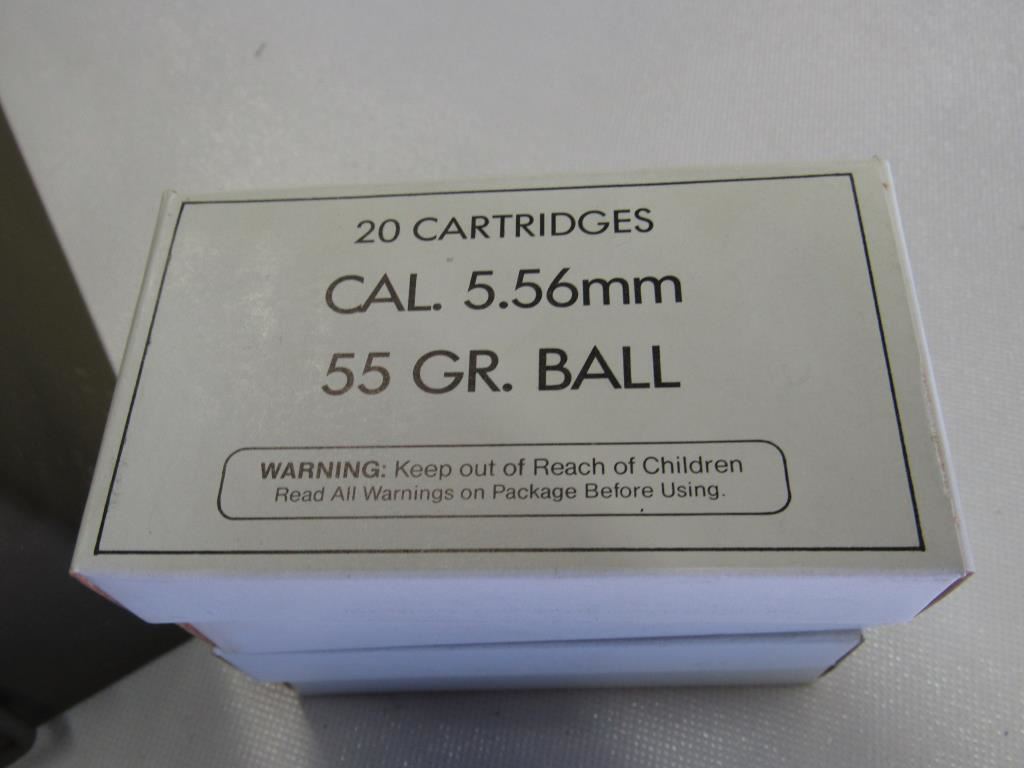 20 CARTRIDGES
CAL. 5.56mm
55 GR. BALL
WARNING: Keep out of Reach of Children
Read All Warnings on Package Before Using.